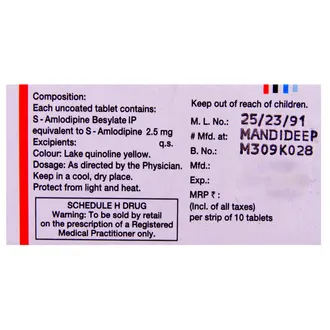 Composition:
Each uncoated tablet contains:
S - Amlodipine Besylate IP
equivalent to S - Amlodipine 2.5 mg
Excipients: q.s.
Colour: Lake quinoline yellow.
Dosage: As directed by the Physician.
Keep in a cool, dry place.
Protect from light and heat.
SCHEDULE H DRUG
Warning: To be sold by retail
on the prescription of a Registered
Medical Practitioner only.
Keep out of reach of children.
M. L. No.: 25/23/91
# Mfd. at: MANDIDEEP
B. No.: M309K028
Mfd.:
Exp.:
MRP ₹ :
(Incl. of all taxes)
per strip of 10 tablets